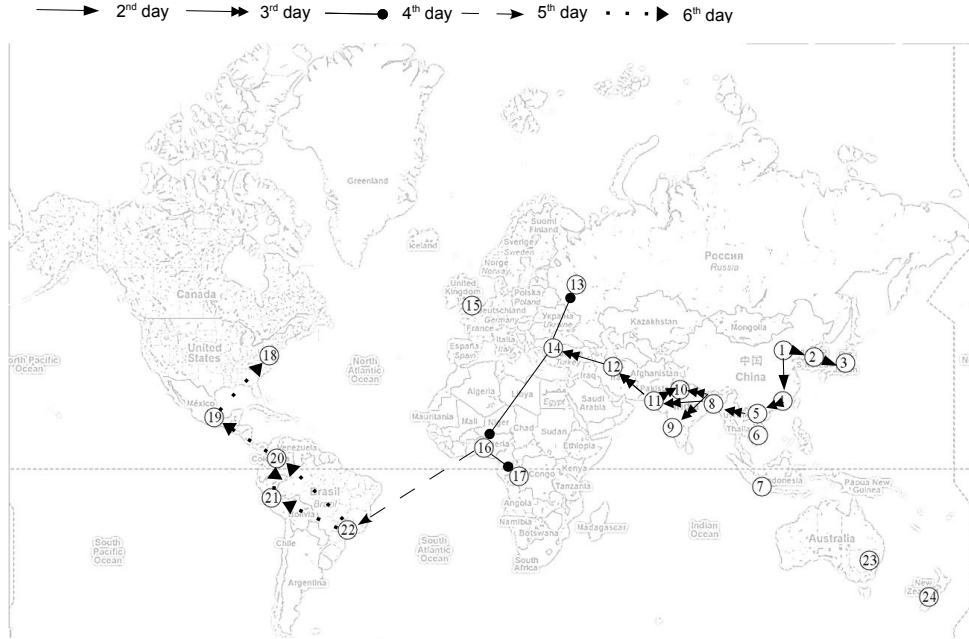 2nd day 3rd day 4th day 5th day 6th day
Greenland
Iceland
Suomi
Finland
Sverige
Sweden
Norge
Norway
РОССИЯ
Russia
13
United
Kingdom
15
Polska
Poland
Deutschland
Germany
Україна
Ukraine
Canada
Kazakhstan
Mongolia
France
Italia
Italy
14
1
2
3
España
Spain
18
United
States
North Pacific
Ocean
North
Atlantic
Ocean
12
中国
China
Afghanistan
Iraq
Pakistan
10
11
8
5
6
9
Algeria
Libya
Egypt
Saudi
Arabia
México
Mexico
19
Mauritania
Mali
Niger
Chad
Sudan
Ethiopia
Thailand
16
17
Nigeria
Venezuela
20
Congo
Kenya
Tanzania
7
Indonesia
Papua New
Guinea
21
Brasil
Brazil
Bolivia
22
Angola
Namibia
Botswana
Madagascar
South
Africa
Indian
Ocean
Australia
23
South
Pacific
Ocean
Chile
South
Atlantic
Ocean
Argentina
New
Zealand
24